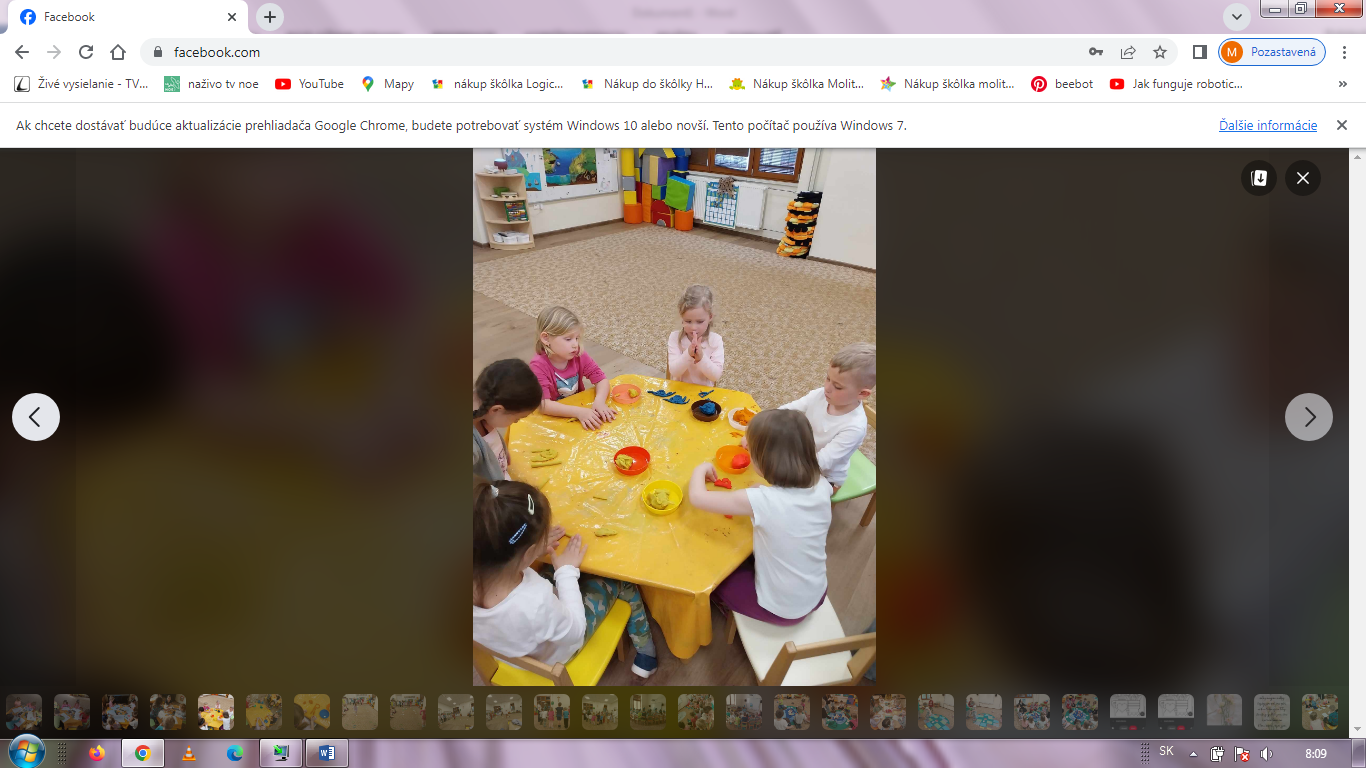 Facebook
facebook.com
M Pozastavená
Živé vysielanie - TV...
naživo tv noe
YouTube
Mapy
nákup škôlka Logic...
Nákup do škôlky H...
Nákup škôlka Molit...
Nákup škôlka molit...
beebot
Jak funguje robotic...
»
Ak chcete dostávať budúce aktualizácie prehliadača Google Chrome, budete potrebovať systém Windows 10 alebo novší. Tento počítač používa Windows 7.
Ďalšie informácie
SK
8:09